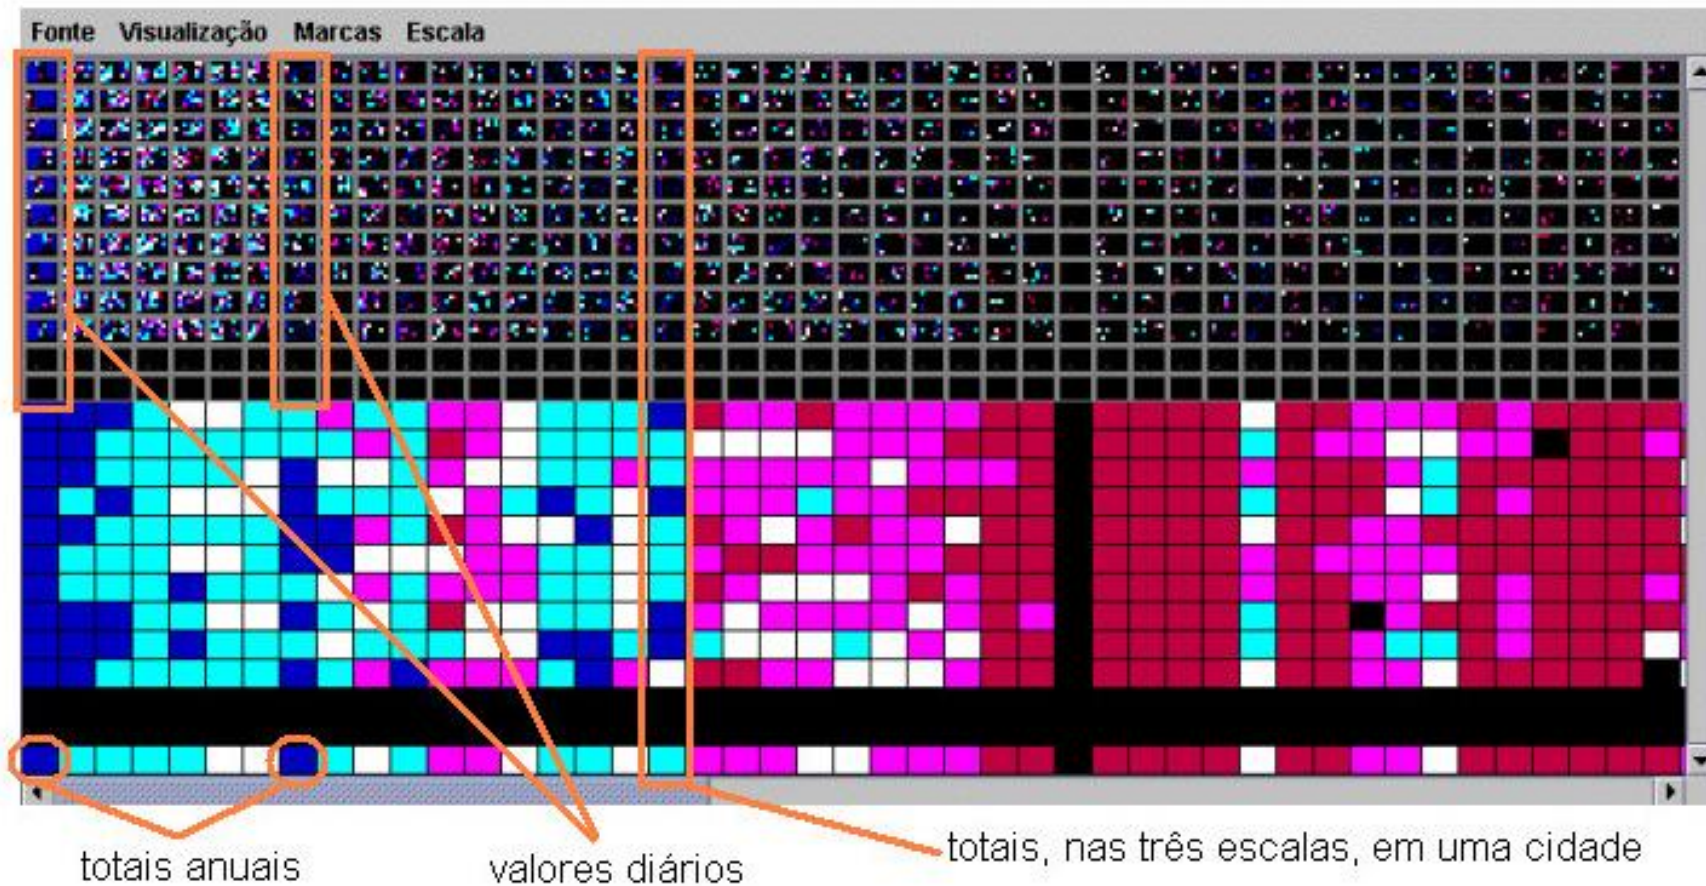 Fonte Visualização Marcas Escala
totais anuais
valores diários
totais, nas três escalas, em uma cidade